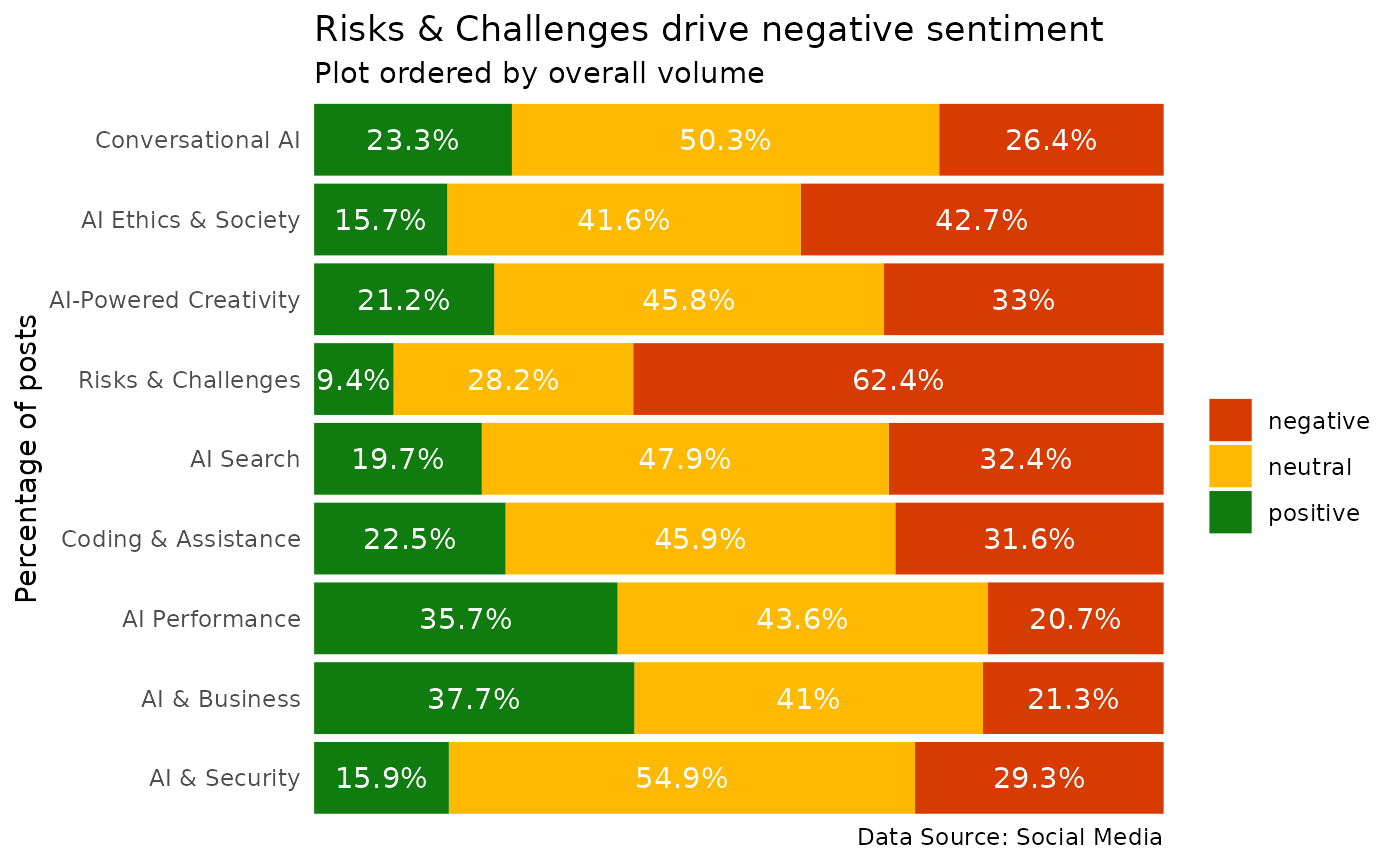 Risks & Challenges drive negative sentiment
Plot ordered by overall volume
Percentage of posts
Conversational AI 23.3% 50.3% 26.4%
AI Ethics & Society 15.7% 41.6% 42.7%
AI-Powered Creativity 21.2% 45.8% 33%
Risks & Challenges 9.4% 28.2% 62.4%
AI Search 19.7% 47.9% 32.4%
Coding & Assistance 22.5% 45.9% 31.6%
AI Performance 35.7% 43.6% 20.7%
AI & Business 37.7% 41% 21.3%
AI & Security 15.9% 54.9% 29.3%
negative
neutral
positive
Data Source: Social Media